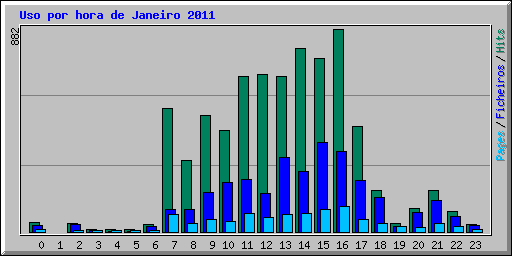 Uso por hora de Janeiro 2011
882
Pages / Ficheiros / Hits
0 1 2 3 4 5 6 7 8 9 10 11 12 13 14 15 16 17 18 19 20 21 22 23